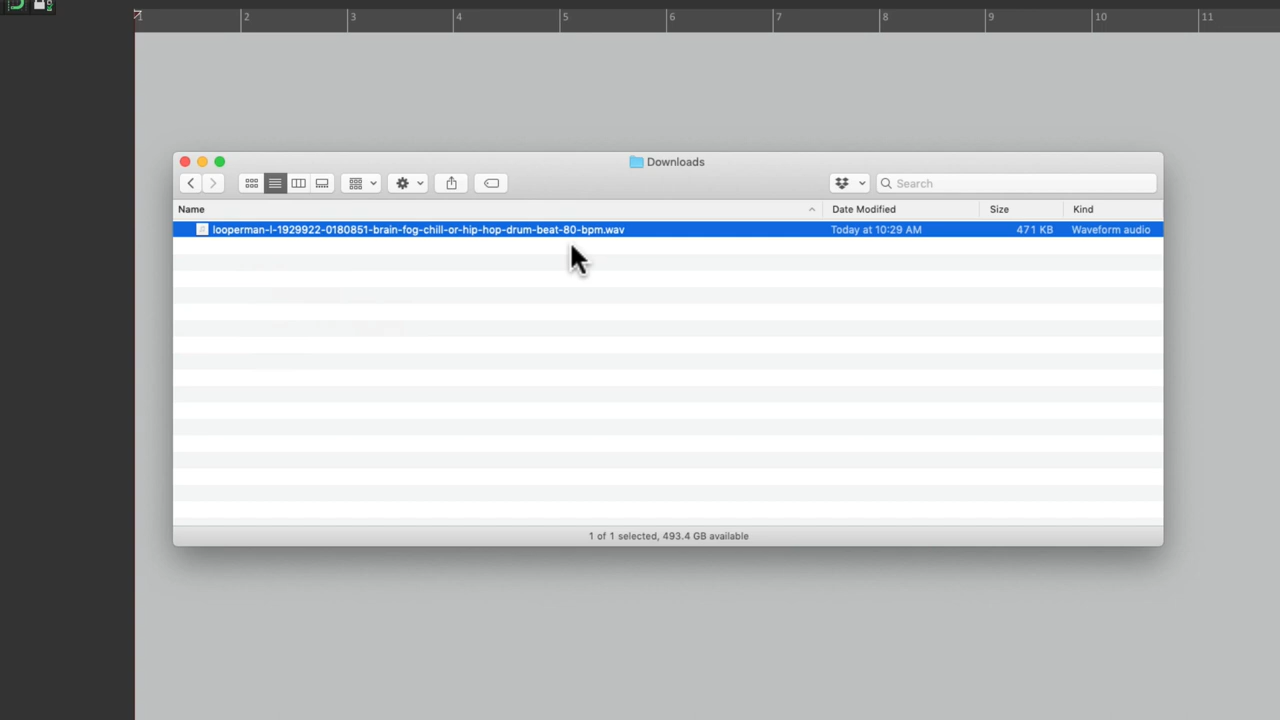 1 2 3 4 5 6 7 8 9 10 11
Downloads
Search
Name Date Modified Size Kind
looperman-l-1929922-0180851-brain-fog-chill-or-hip-hop-drum-beat-80-bpm.wav Today at 10:29 AM 471 KB Waveform audio
1 of 1 selected, 493.4 GB available